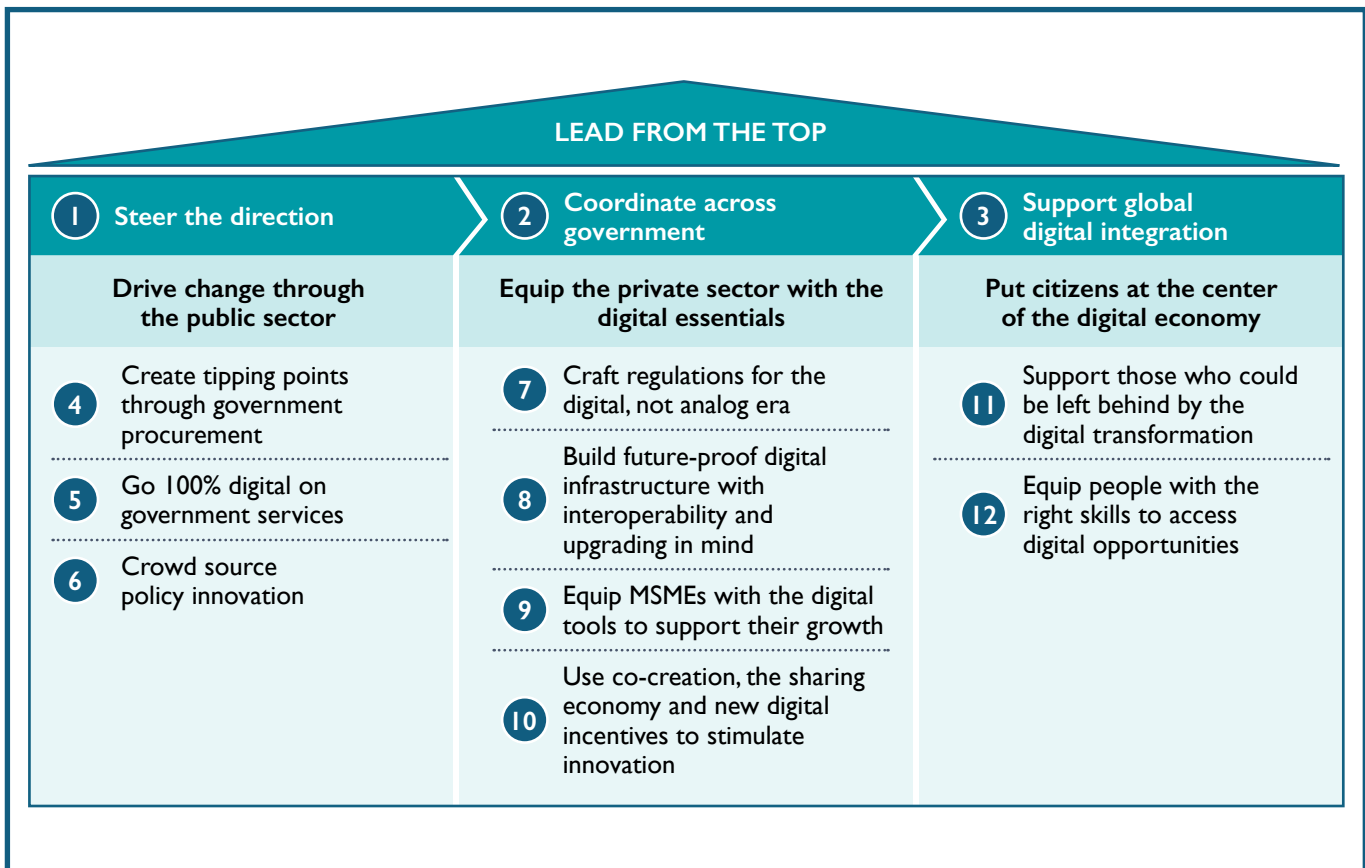 LEAD FROM THE TOP
1 Steer the direction
2 Coordinate across
government
3 Support global
digital integration
Drive change through
the public sector
4 Create tipping points
through government
procurement
5 Go 100% digital on
government services
6 Crowd source
policy innovation
Equip the private sector with the
digital essentials
7 Craft regulations for the
digital, not analog era
8 Build future-proof digital
infrastructure with
interoperability and
upgrading in mind
9 Equip MSMEs with the digital
tools to support their growth
10 Use co-creation, the sharing
economy and new digital
incentives to stimulate
innovation
Put citizens at the center
of the digital economy
11 Support those who could
be left behind by the
digital transformation
12 Equip people with the
right skills to access
digital opportunities